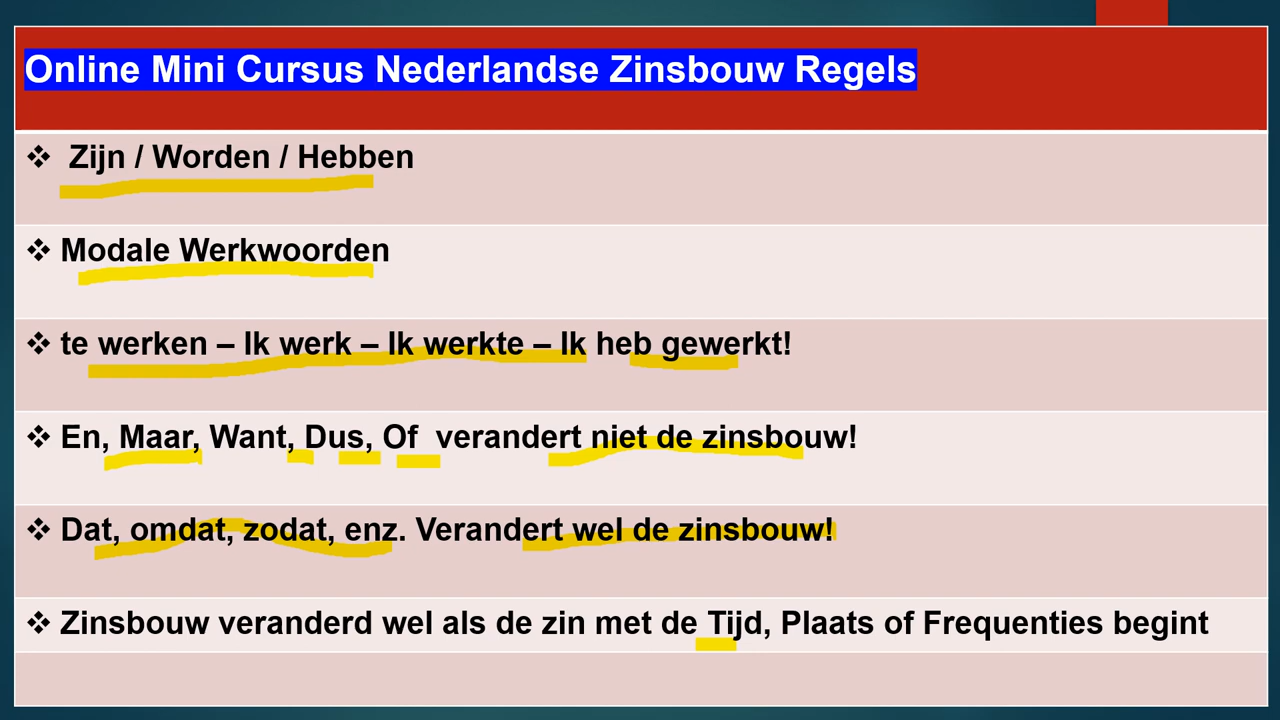 Online Mini Cursus Nederlandse Zinsbouw Regels
❖ Zijn / Worden / Hebben
❖ Modale Werkwoorden
❖ te werken – Ik werk – Ik werkte – Ik heb gewerkt!
❖ En, Maar, Want, Dus, Of verandert niet de zinsbouw!
❖ Dat, omdat, zodat, enz. Verandert wel de zinsbouw!
❖ Zinsbouw veranderd wel als de zin met de Tijd, Plaats of Frequenties begint